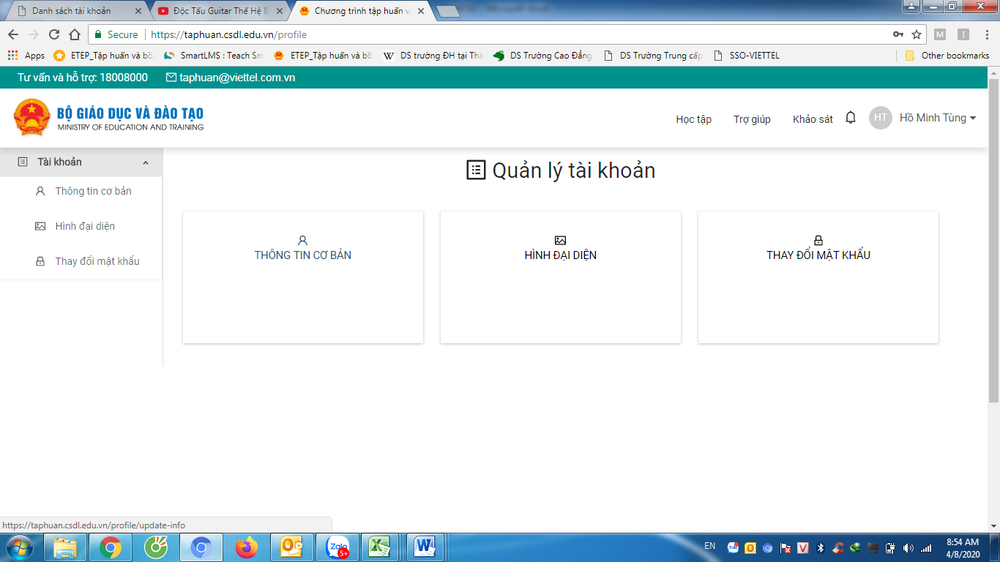 Danh sách tài khoản
Độc Tấu Guitar Thế Hệ 8
Chương trình tập huấn v
Secure
https://taphuan.csdl.edu.vn/profile
Apps
ETEP_Tập huấn và b
SmartLMS : Teach Sm
ETEP_Tập huấn và b
DS trường ĐH tại Th
DS Trường Cao Đẳng
DS Trường Trung cấp
SSO-VIETTEL
Other bookmarks
Tư vấn và hỗ trợ: 18008000
taphuan@viettel.com.vn
BỘ GIÁO DỤC VÀ ĐÀO TẠO
MINISTRY OF EDUCATION AND TRAINING
Học tập
Trợ giúp
Khảo sát
HT
Hồ Minh Tùng
Tài khoản
Thông tin cơ bản
Hình đại diện
Thay đổi mật khẩu
Quản lý tài khoản
THÔNG TIN CƠ BẢN
HÌNH ĐẠI DIỆN
THAY ĐỔI MẬT KHẨU
https://taphuan.csdl.edu.vn/profile/update-info
Zalo
5+
EN
8:54 AM
4/8/2020